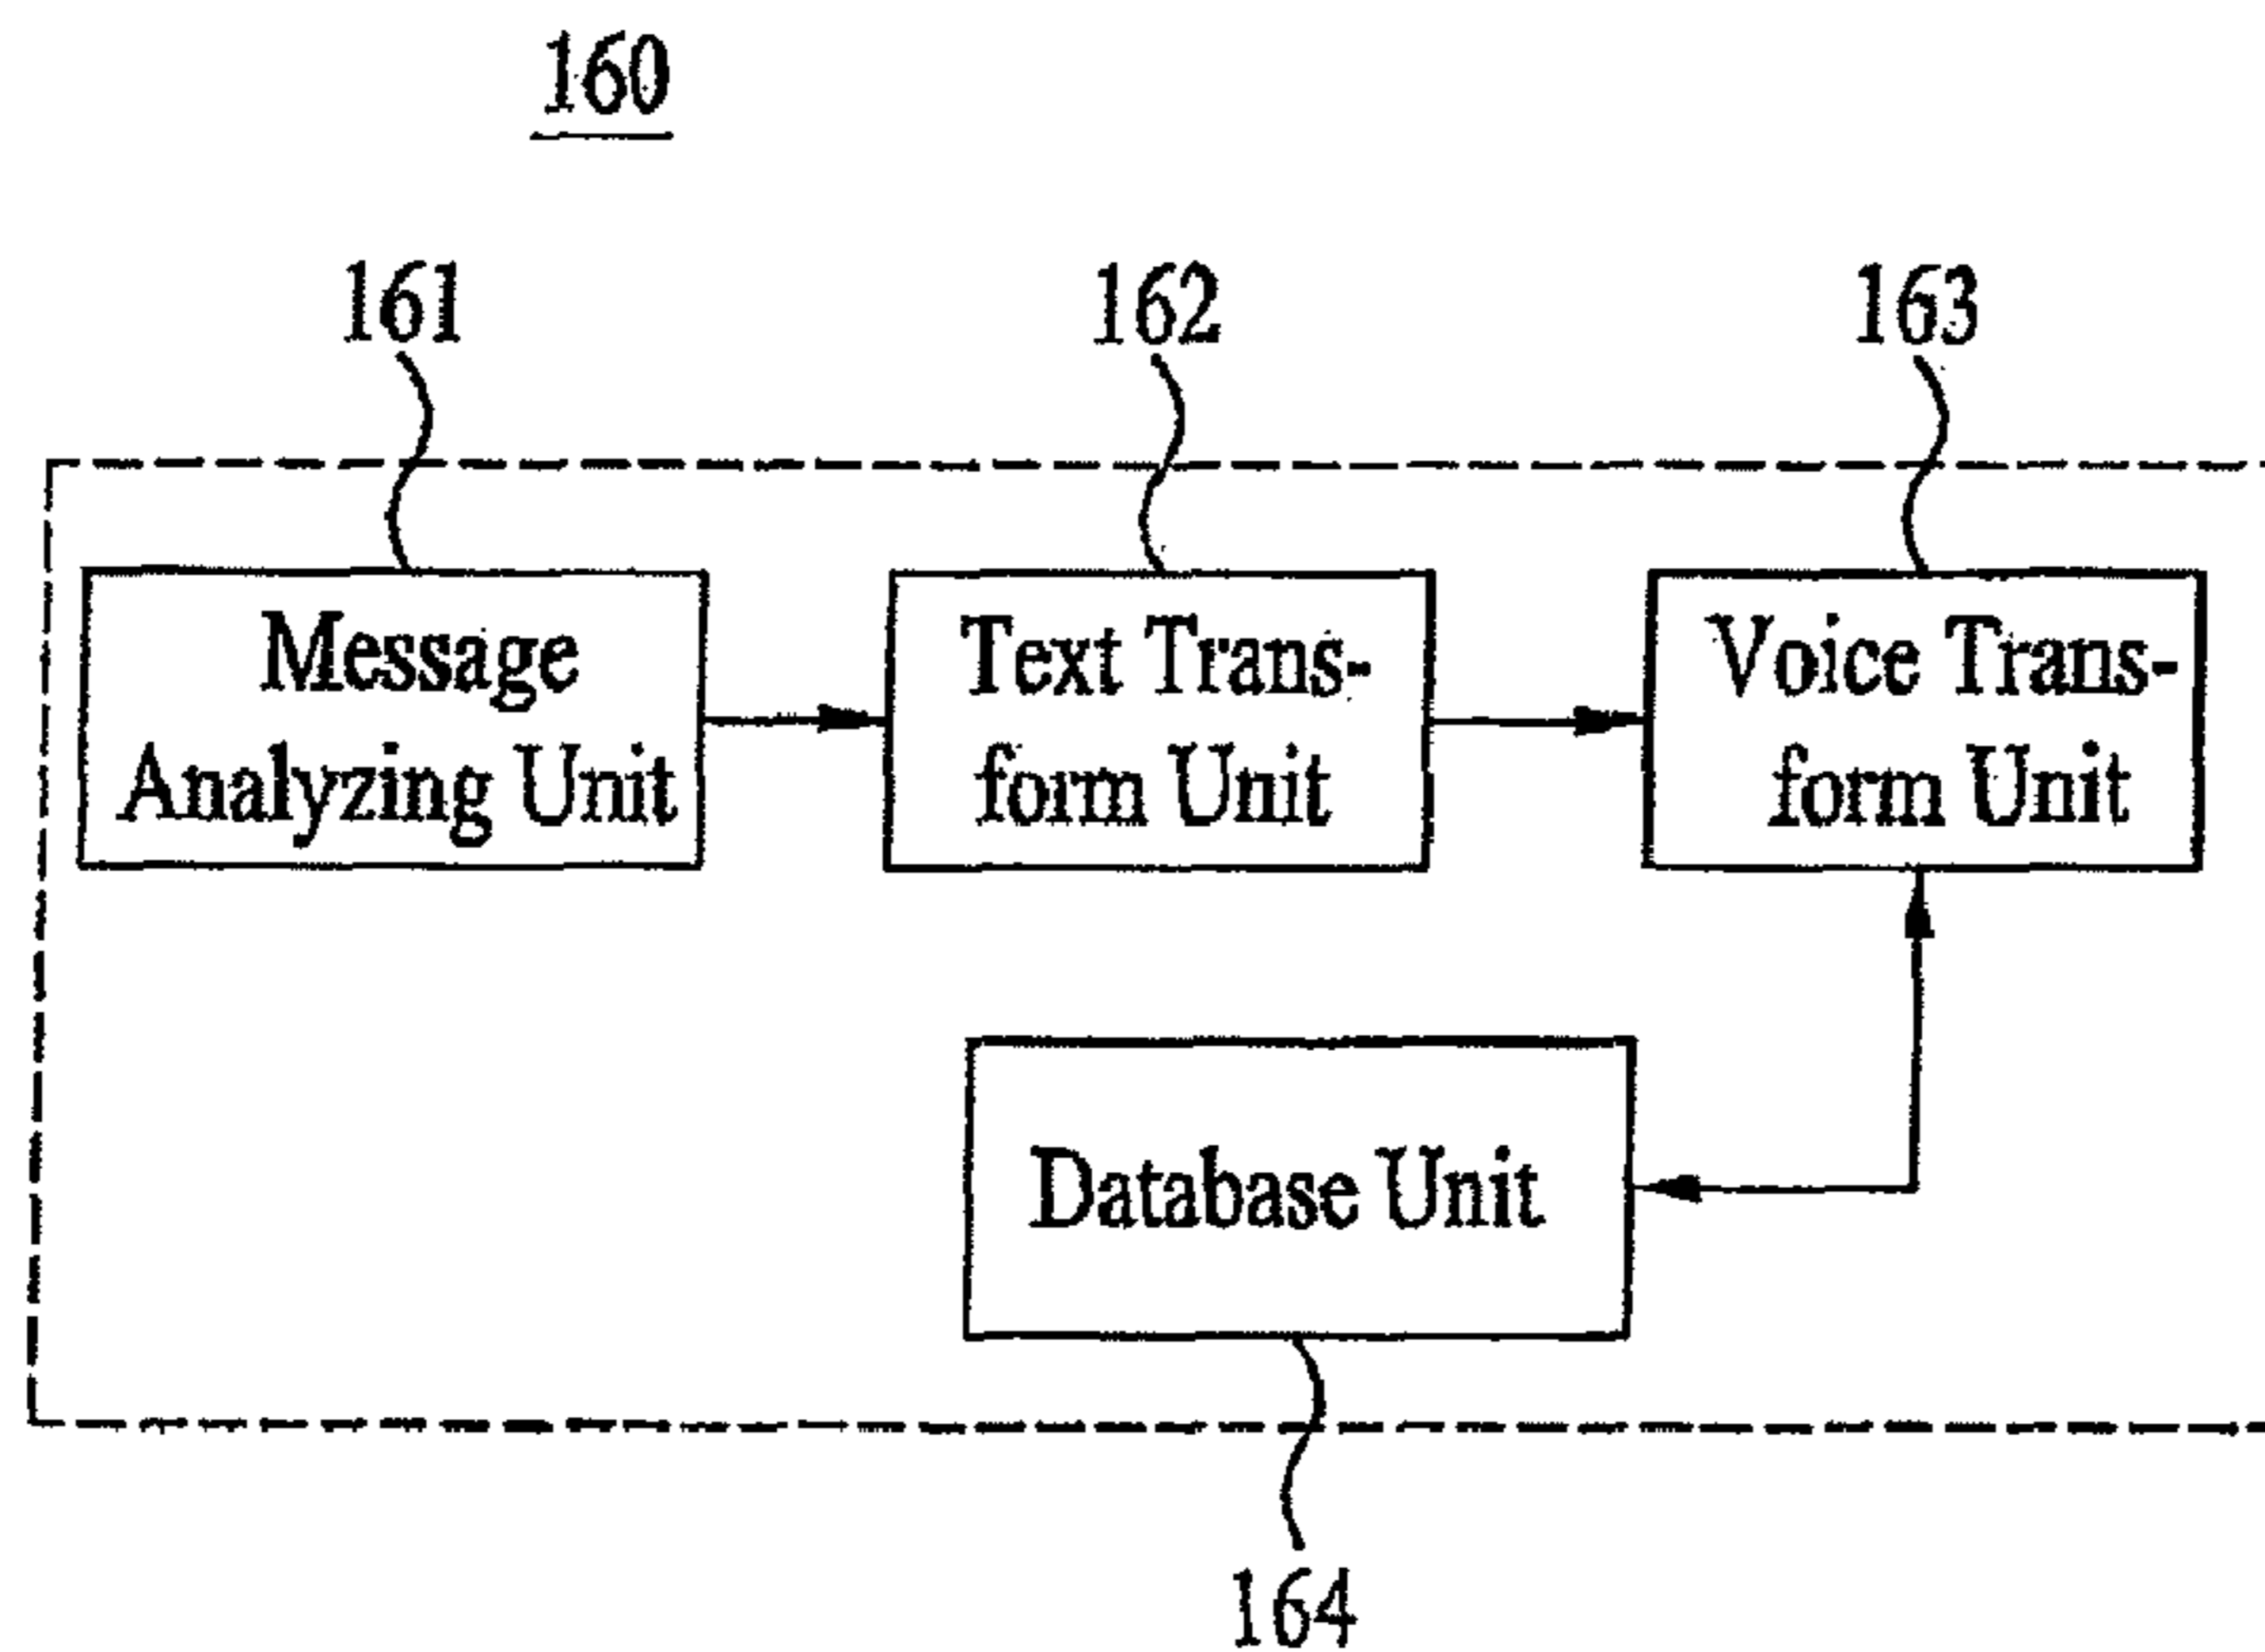 160
161
162
163
Message
Analyzing Unit
Text Trans-
form Unit
Voice Trans-
form Unit
Database Unit
164